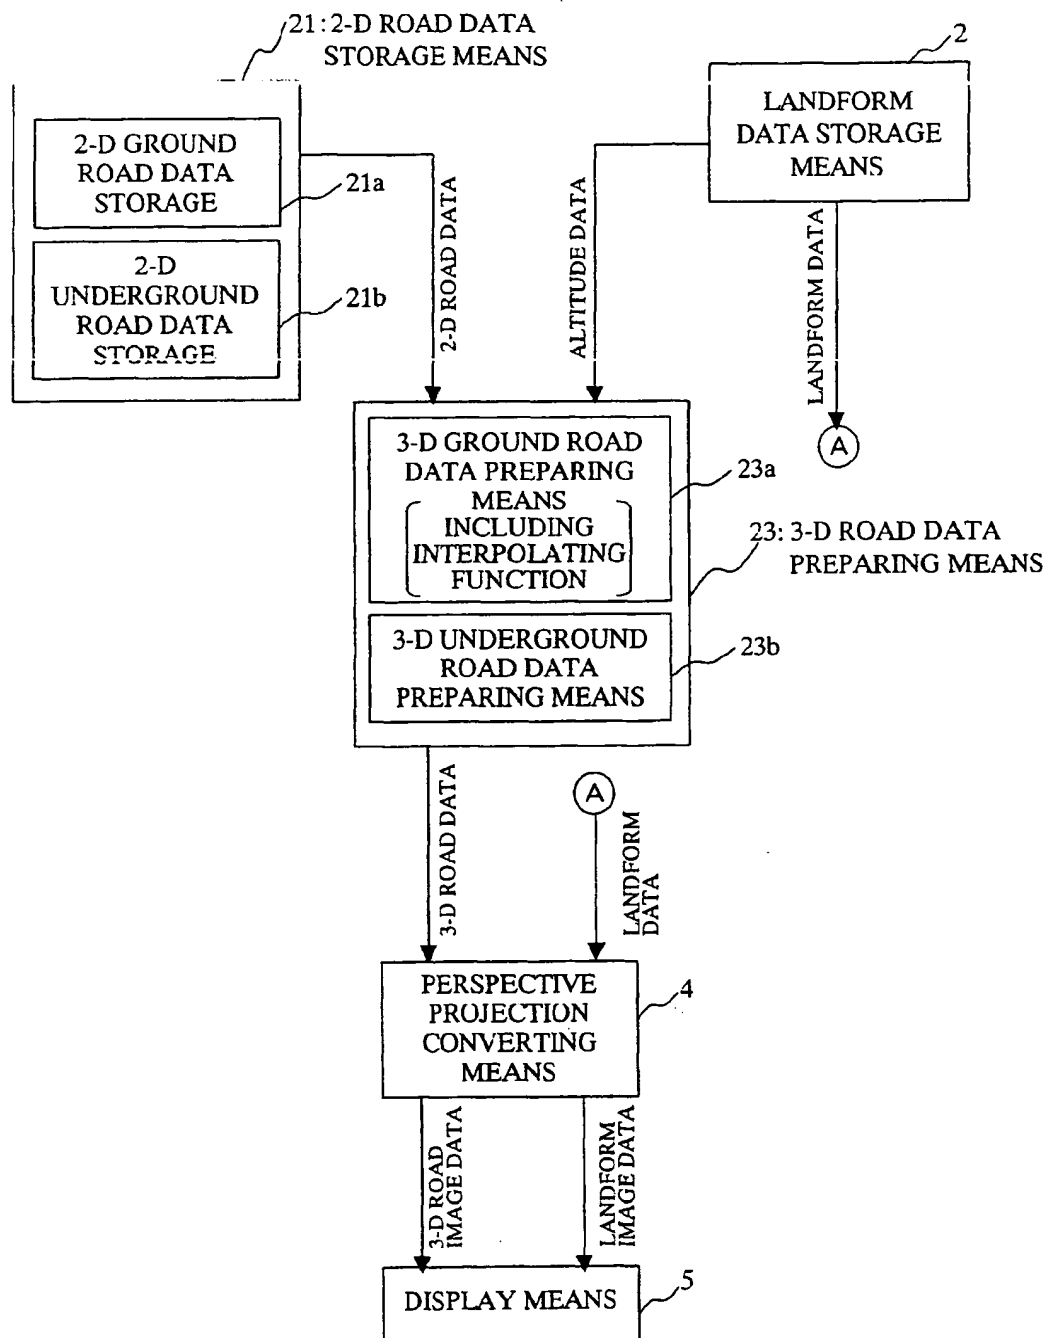 21: 2-D ROAD DATA
STORAGE MEANS
2
LANDFORM
DATA STORAGE
MEANS
2-D GROUND
ROAD DATA
STORAGE
21a
2-D
UNDERGROUND
ROAD DATA
STORAGE
21b
2-D ROAD DATA
ALTITUDE DATA
LANDFORM DATA
A
3-D GROUND ROAD
DATA PREPARING
MEANS
INCLUDING
INTERPOLATING
FUNCTION
23a
23: 3-D ROAD DATA
PREPARING MEANS
3-D UNDERGROUND
ROAD DATA
PREPARING MEANS
23b
3-D ROAD DATA
A
LANDFORM
DATA
PERSPECTIVE
PROJECTION
CONVERTING
MEANS
4
3-D ROAD
IMAGE DATA
LANDFORM
IMAGE DATA
DISPLAY MEANS
5